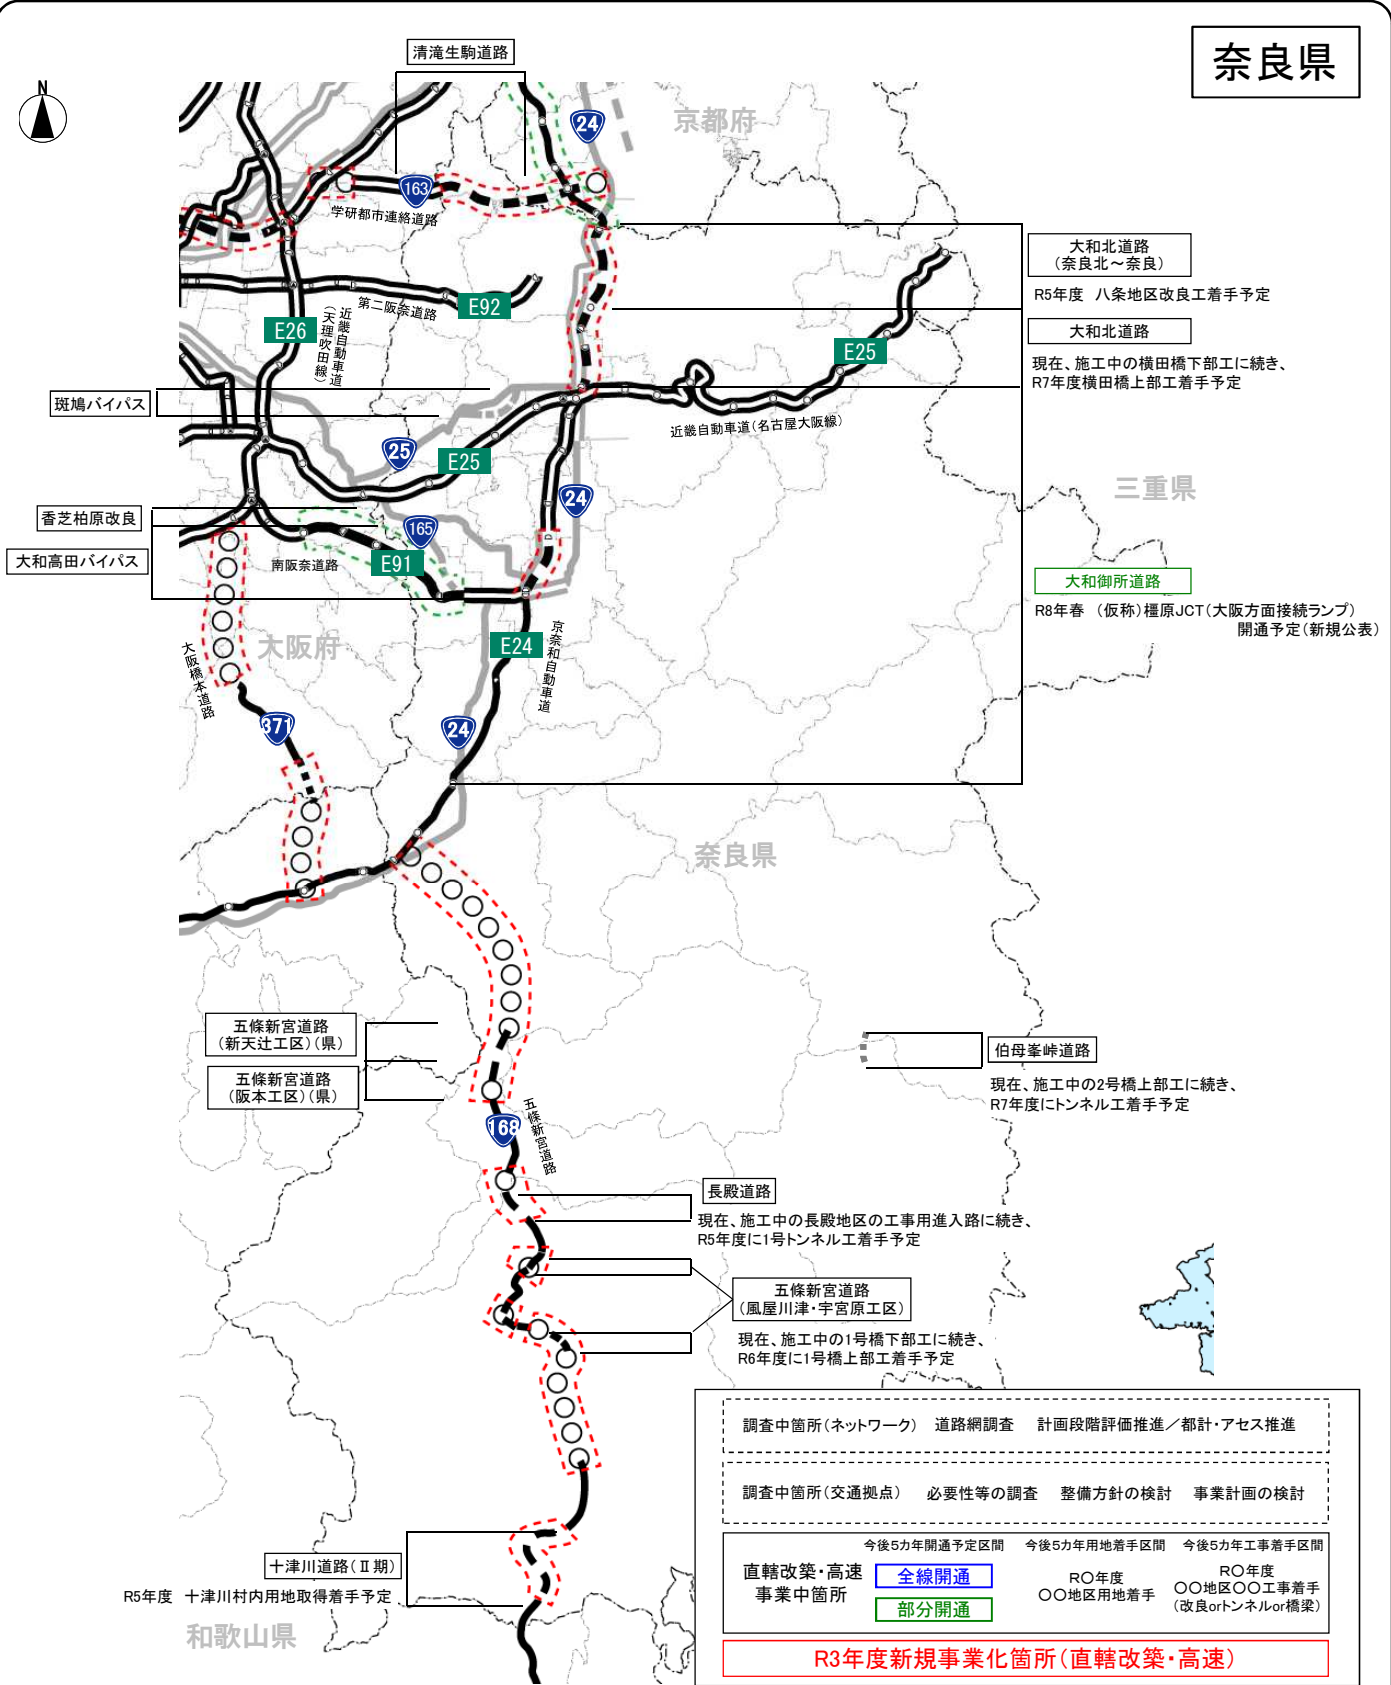 奈良県
清滝生駒道路
N
24
京都府
163
学研都市連絡道路
大和北道路
(奈良北~奈良)
R5年度 八条地区改良工着手予定
第二阪奈道路
E92
E26
近畿自動車道
(天理吹田線)
大和北道路
現在、施工中の横田橋下部工に続き、
R7年度横田橋上部工着手予定
E25
斑鳩バイパス
近畿自動車道(名古屋大阪線)
25
E25
三重県
24
香芝柏原改良
165
大和高田バイパス
南阪奈道路
E91
大和御所道路
R8年春 (仮称)橿原JCT(大阪方面接続ランプ)
開通予定(新規公表)
大阪府
E24
京奈和自動車道
大阪橋本道路
371
24
奈良県
五條新宮道路
(新天辻工区)(県)
五條新宮道路
(阪本工区)(県)
伯母峯峠道路
現在、施工中の2号橋上部工に続き、
R7年度にトンネル工着手予定
168
五條新宮道路
長殿道路
現在、施工中の長殿地区の工事用進入路に続き、
R5年度に1号トンネル工着手予定
五條新宮道路
(風屋川津・宇宮原工区)
現在、施工中の1号橋下部工に続き、
R6年度に1号橋上部工着手予定
十津川道路(Ⅱ期)
R5年度 十津川村内用地取得着手予定
和歌山県
調査中箇所(ネットワーク) 道路網調査 計画段階評価推進/都計・アセス推進
調査中箇所(交通拠点) 必要性等の調査 整備方針の検討 事業計画の検討
今後5カ年開通予定区間 今後5カ年用地着手区間 今後5カ年工事着手区間
直轄改築・高速
事業中箇所
全線開通
部分開通
R○年度
○○地区用地着手
R○年度
○○地区○○工事着手
(改良orトンネルor橋梁)
R3年度新規事業化箇所(直轄改築・高速)